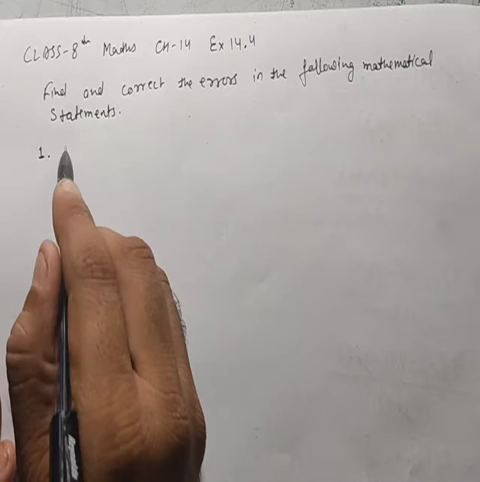 CLASS-8th Maths CH-14 Ex 14.4
Find and correct the errors in the following mathematical
Statements.
1.